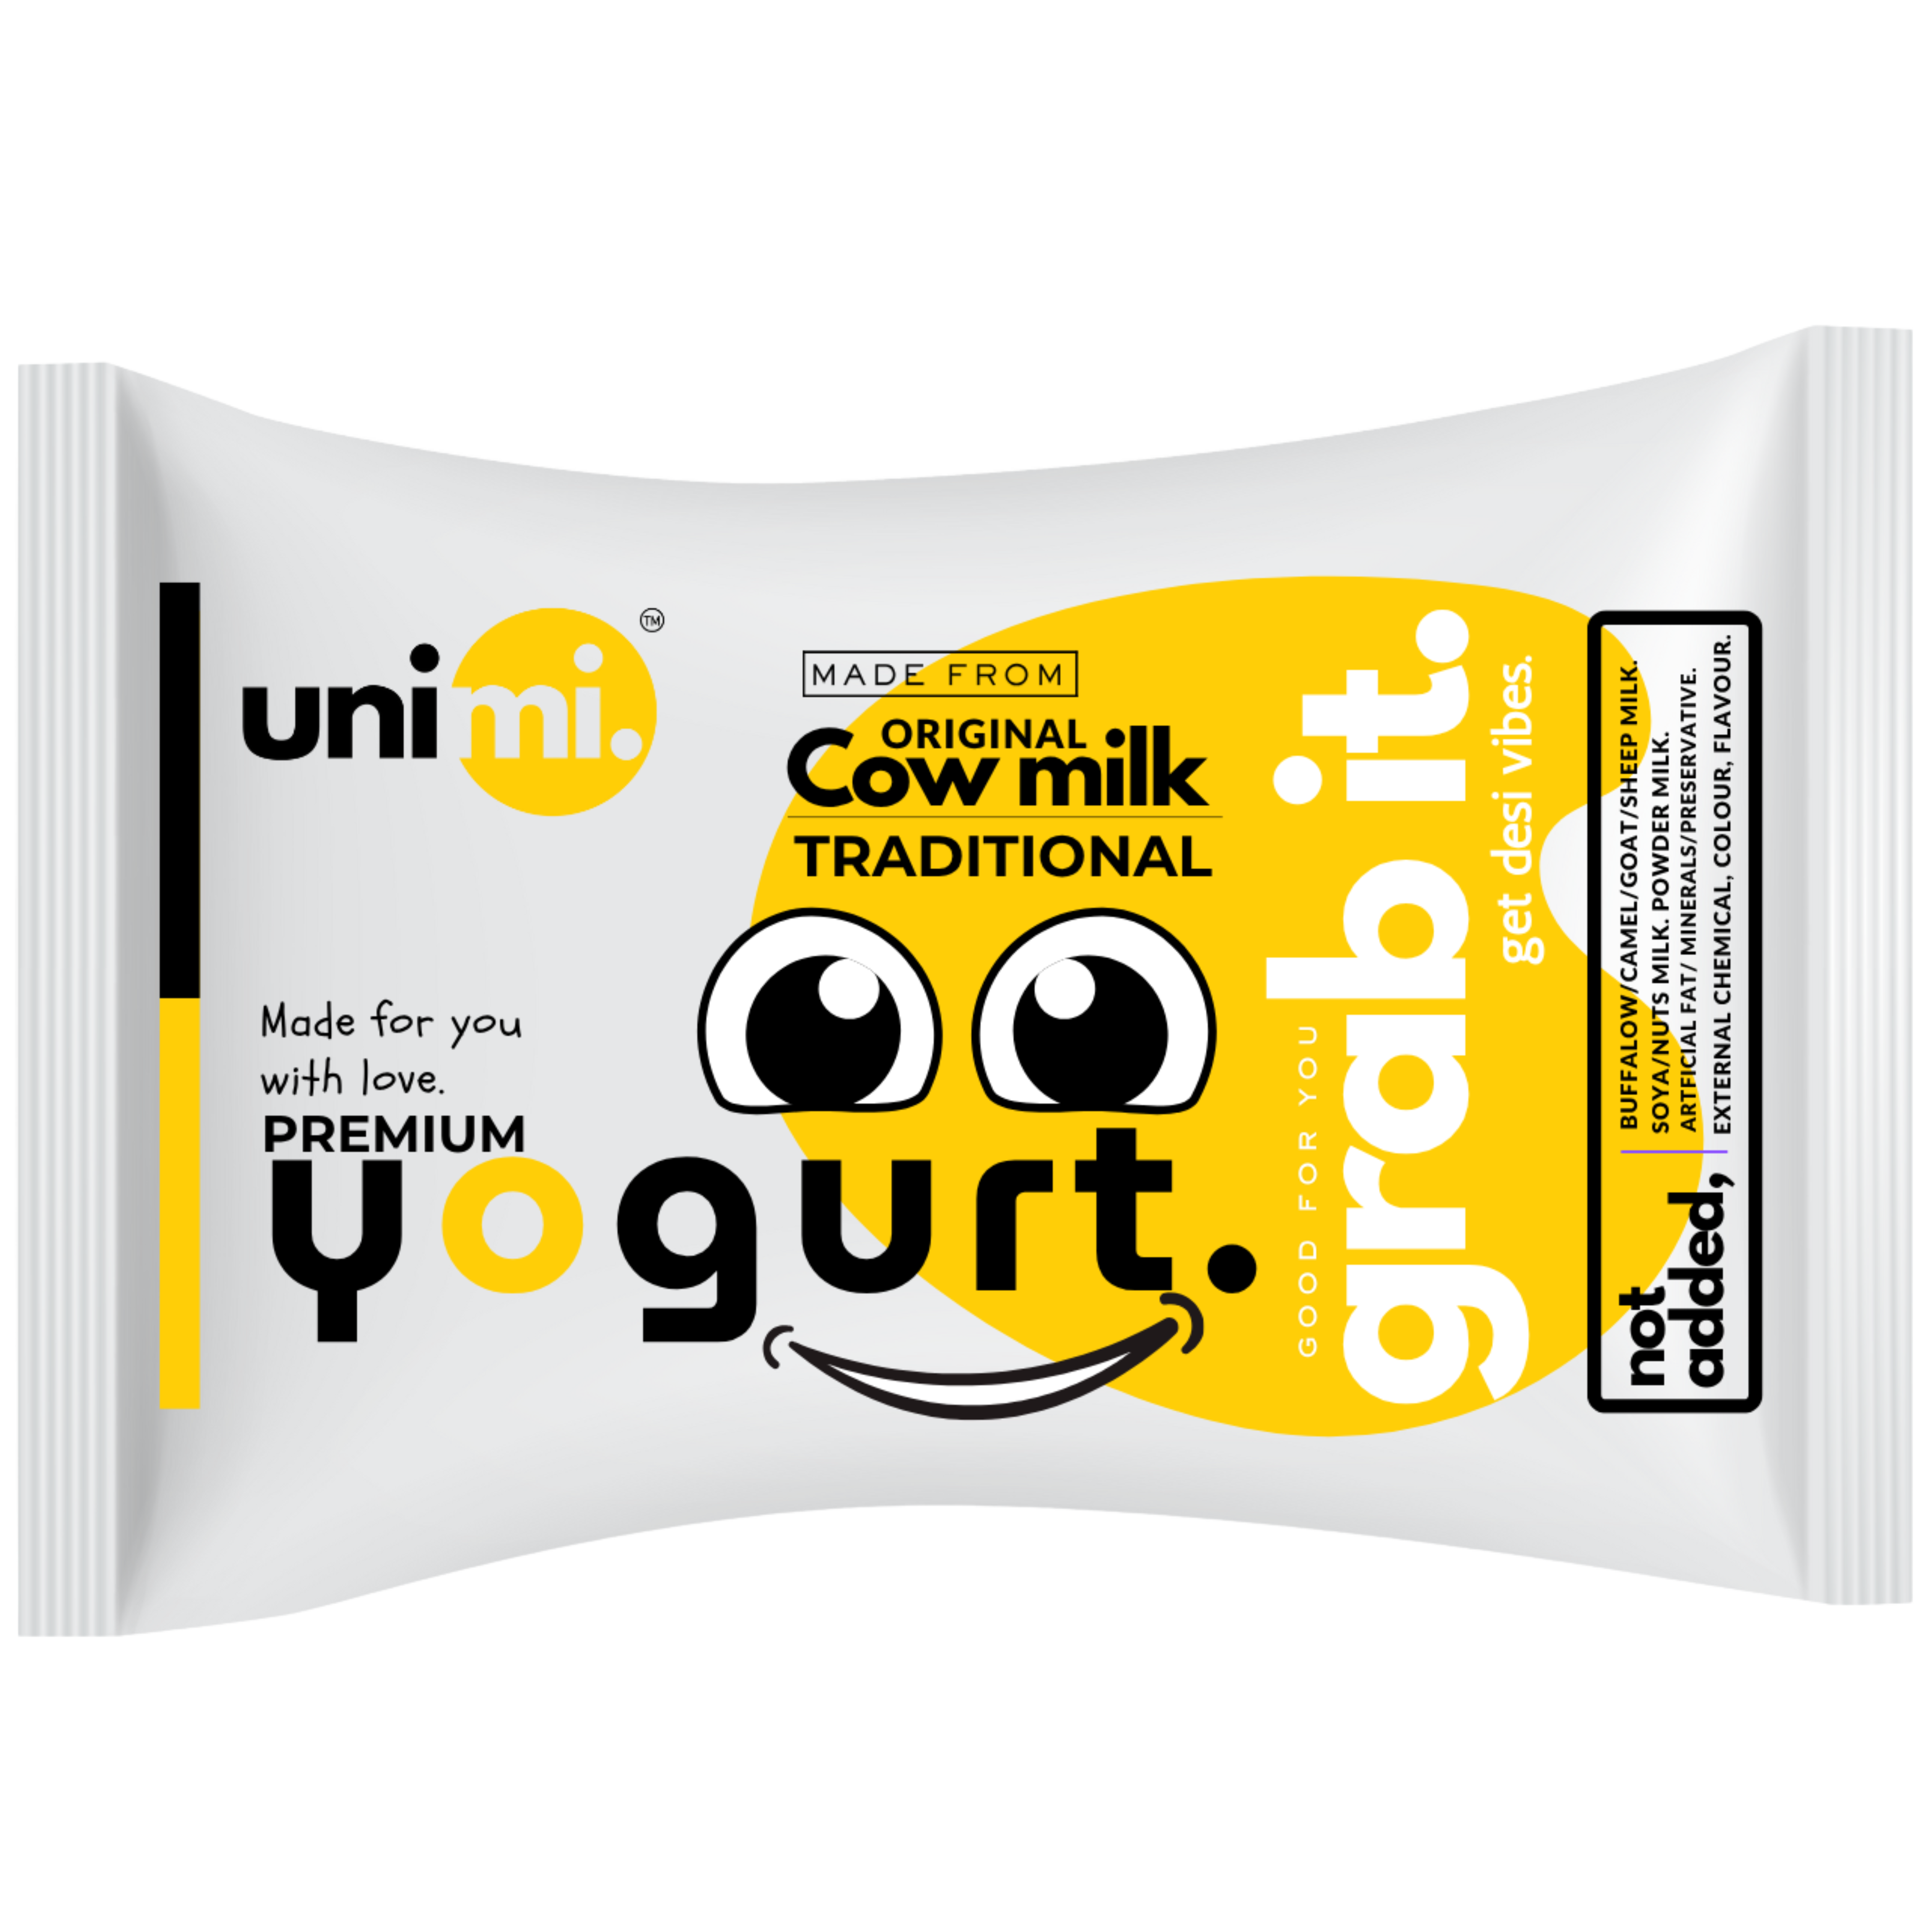 unimi.
TM
MADE FROM
ORIGINAL
Cow milk
TRADITIONAL
Made for you
with love.
PREMIUM
yogurt.
GOOD FOR YOU
grab it.
get desi vibes.
not
added,
BUFFALOW/CAMEL/GOAT/SHEEP MILK.
SOYA/NUTS MILK. POWDER MILK.
ARTFICIAL FAT/ MINERALS/PRESERVATIVE.
EXTERNAL CHEMICAL, COLOUR, FLAVOUR.